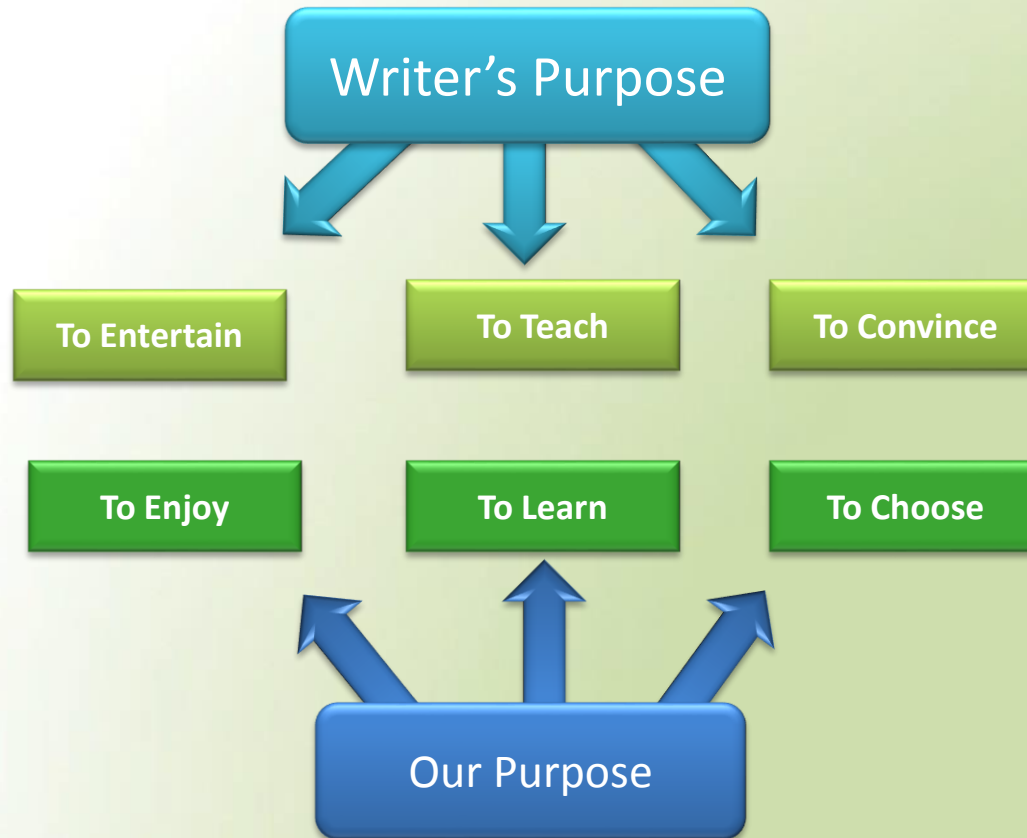 Writer’s Purpose
To Entertain
To Teach
To Convince
To Enjoy
To Learn
To Choose
Our Purpose